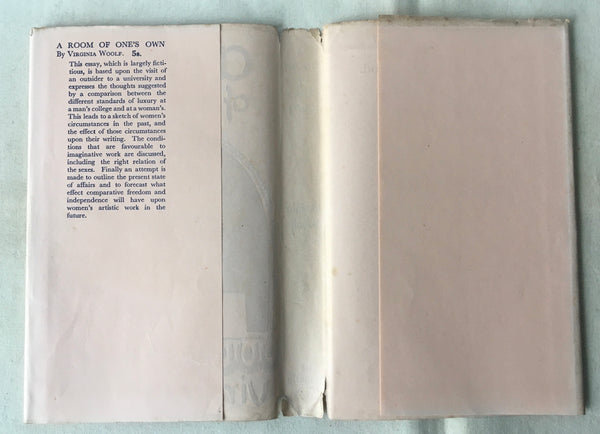 A ROOM OF ONE'S OWN
By VIRGINIA WOOLF. 5s.
This essay, which is largely ficti-
tious, is based upon the visit of
an outsider to a university and
expresses the thoughts suggested
by a comparison between the
different standards of luxury at
a man's college and at a woman's.
This leads to a sketch of women's
circumstances in the past, and
the effect of those circumstances
upon their writing. The condi-
tions that are favourable to
imaginative work are discussed,
including the right relation of
the sexes. Finally an attempt is
made to outline the present state
of affairs and to forecast what
effect comparative freedom and
independence will have upon
women's artistic work in the
future.